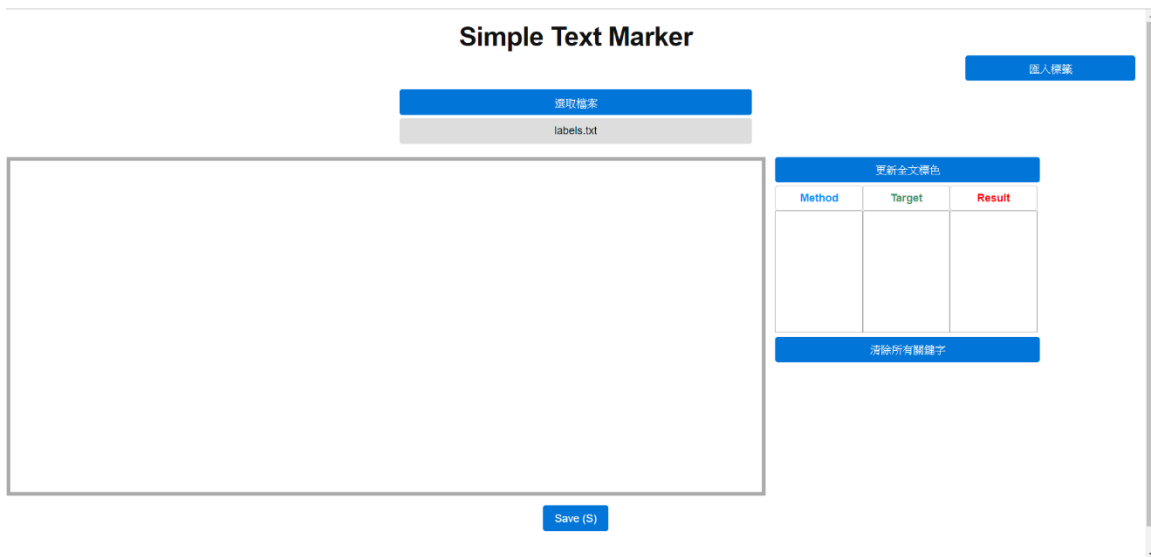 Simple Text Marker
匯入標籤
選取檔案
labels.txt
更新全文標色
Method Target Result
清除所有關鍵字
Save (S)